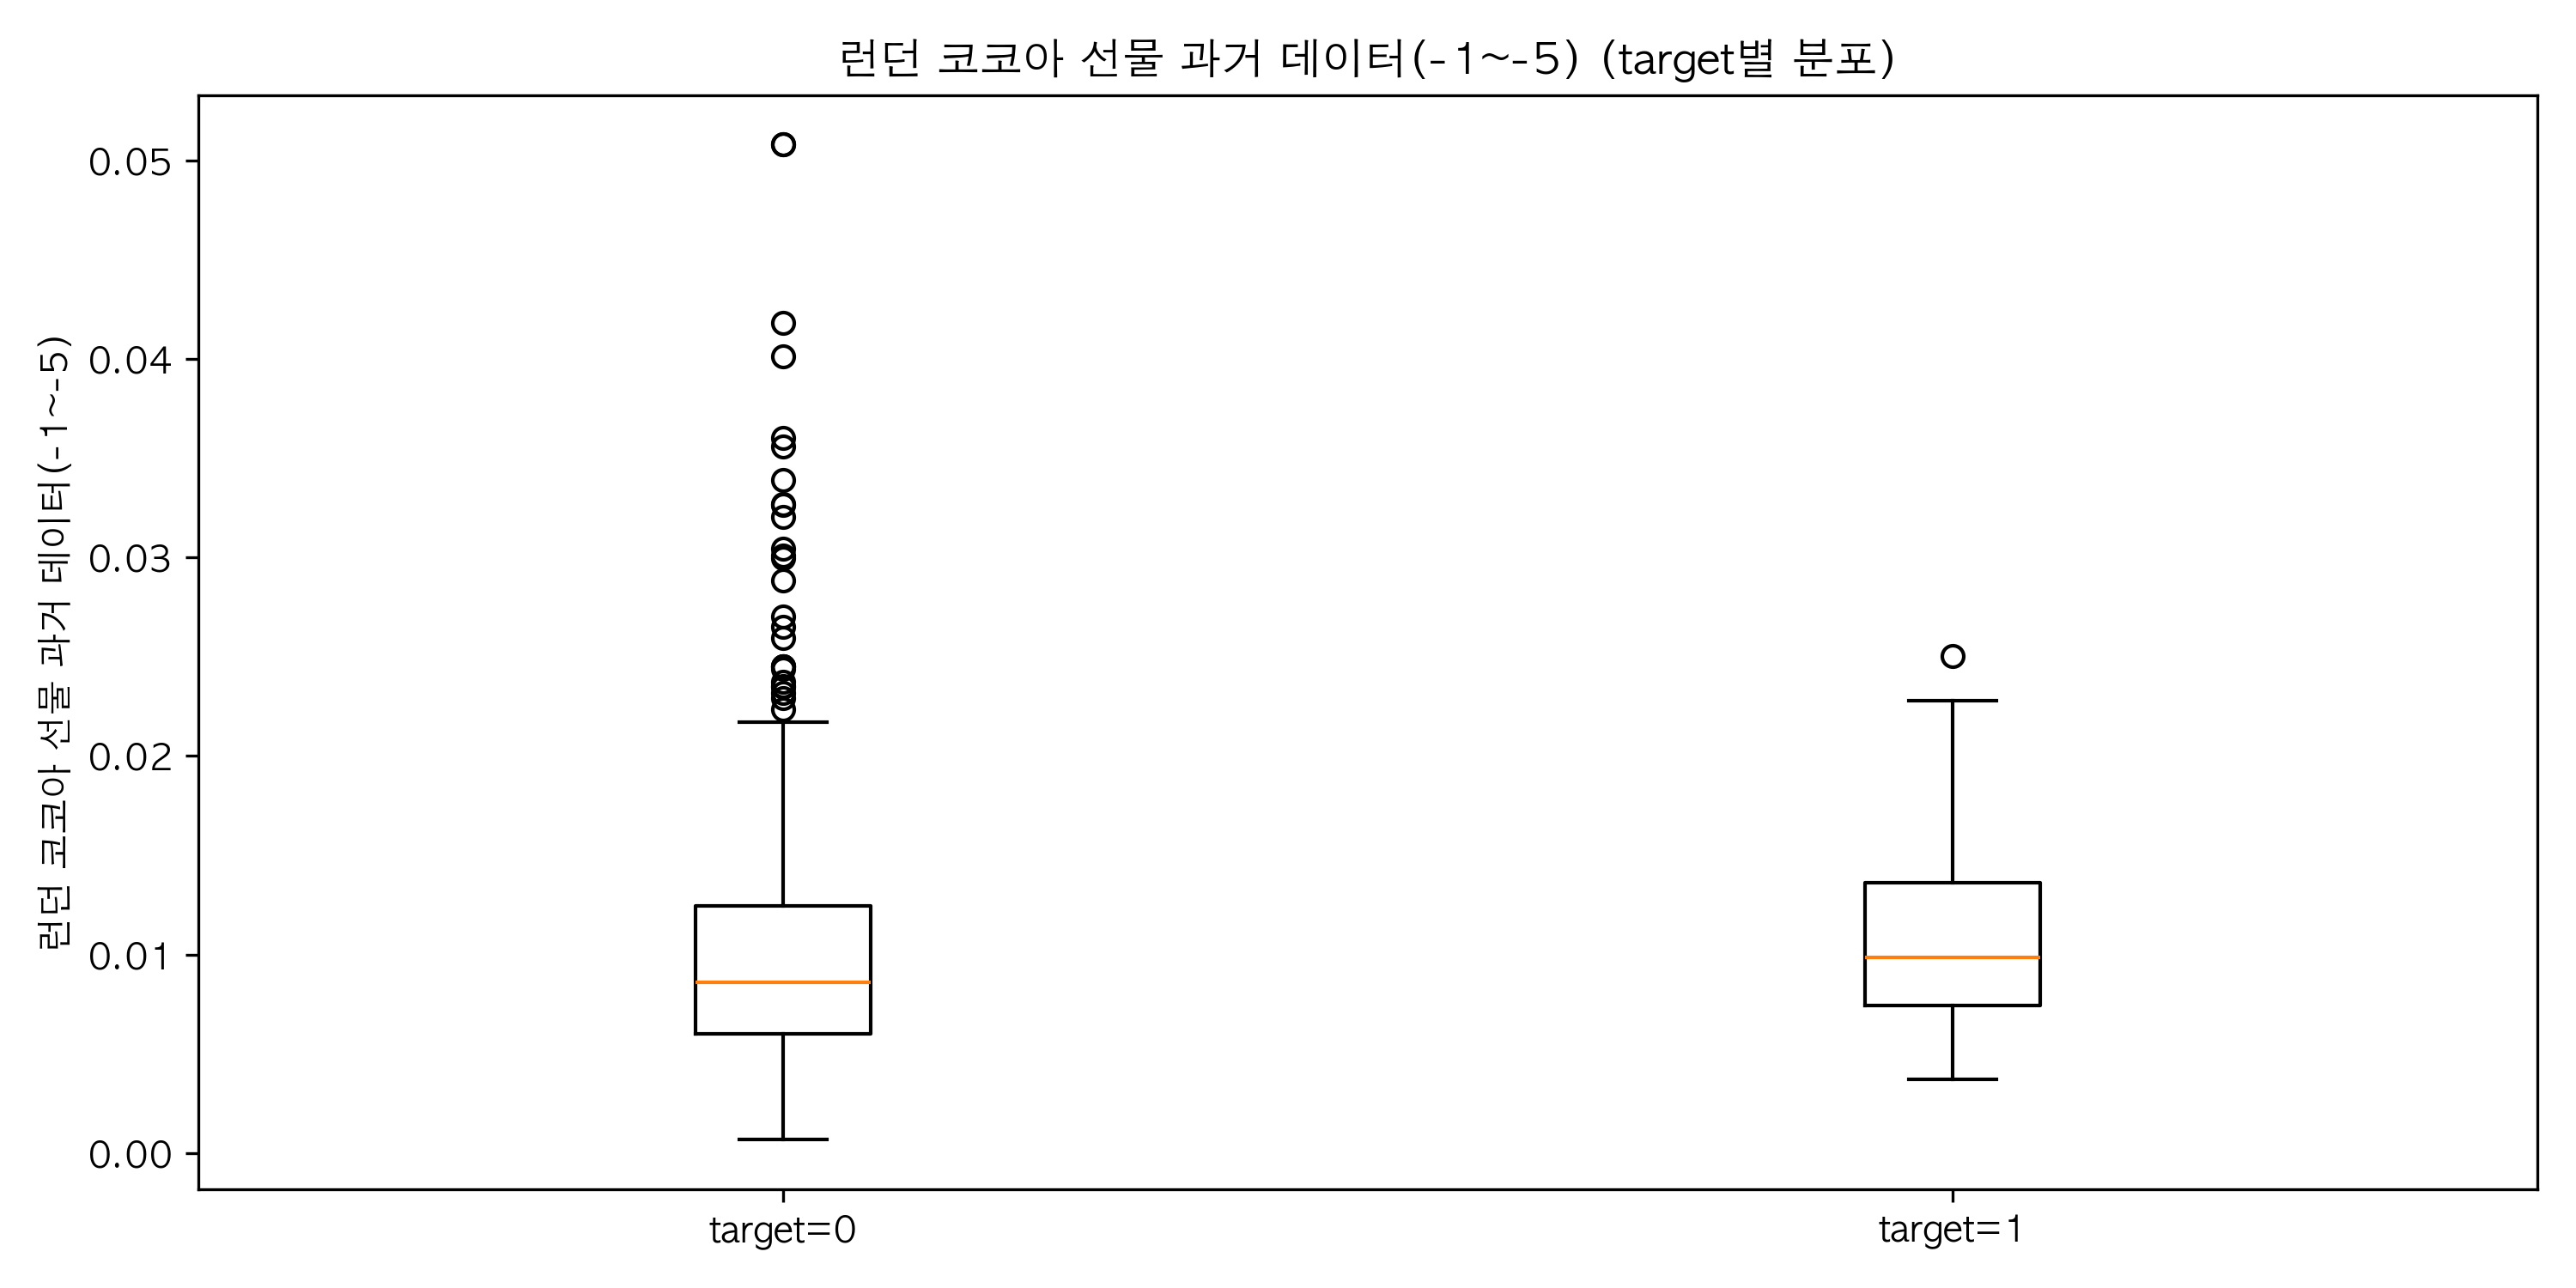 런던 코코아 선물 과거 데이터(-1~-5) (target별 분포)
런던 코코아 선물 과거 데이터(-1~-5)
0.05
0.04
0.03
0.02
0.01
0.00
target=0
target=1